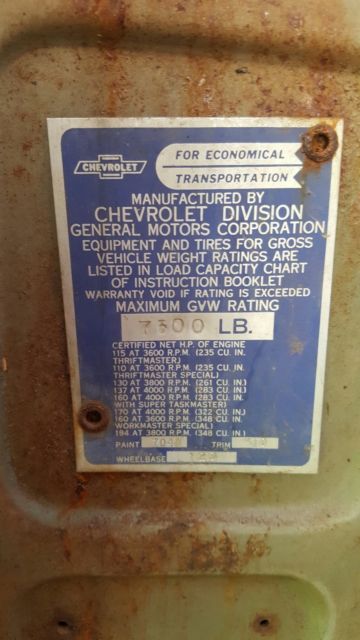 CHEVROLET
FOR ECONOMICAL
TRANSPORTATION
MANUFACTURED BY
CHEVROLET DIVISION
GENERAL MOTORS CORPORATION
EQUIPMENT AND TIRES FOR GROSS
VEHICLE WEIGHT RATINGS ARE
LISTED IN LOAD CAPACITY CHART
OF INSTRUCTION BOOKLET
WARRANTY VOID IF RATING IS EXCEEDED
MAXIMUM GVW RATING
7300 LB.
CERTIFIED NET H.P. OF ENGINE
115 AT 3600 R.P.M. (235 CU. IN.
THRIFTMASTER)
110 AT 3600 R.P.M. (235 CU. IN.
THRIFTMASTER SPECIAL)
130 AT 3800 R.P.M. (261 CU. IN.)
137 AT 4000 R.P.M. (283 CU. IN.)
160 AT 4000 R.P.M. (283 CU. IN.
WITH SUPER TASKMASTER)
170 AT 4000 R.P.M. (322 CU. IN.)
160 AT 3600 R.P.M. (348 CU. IN.
WORKMASTER SPECIAL)
194 AT 3800 R.P.M. (348 CU. IN.)
PAINT TRIM
WHEELBASE